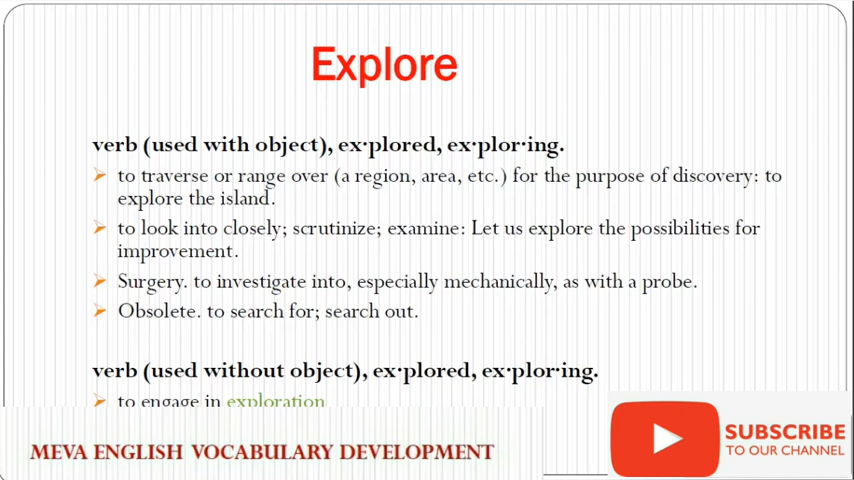 Explore
verb (used with object), ex·plored, ex·plor·ing.
to traverse or range over (a region, area, etc.) for the purpose of discovery: to
explore the island.
to look into closely; scrutinize; examine: Let us explore the possibilities for
improvement.
Surgery. to investigate into, especially mechanically, as with a probe.
Obsolete. to search for; search out.
verb (used without object), ex·plored, ex·plor·ing.
to engage in exploration
MEVA ENGLISH VOCABULARY DEVELOPMENT
SUBSCRIBE
TO OUR CHANNEL